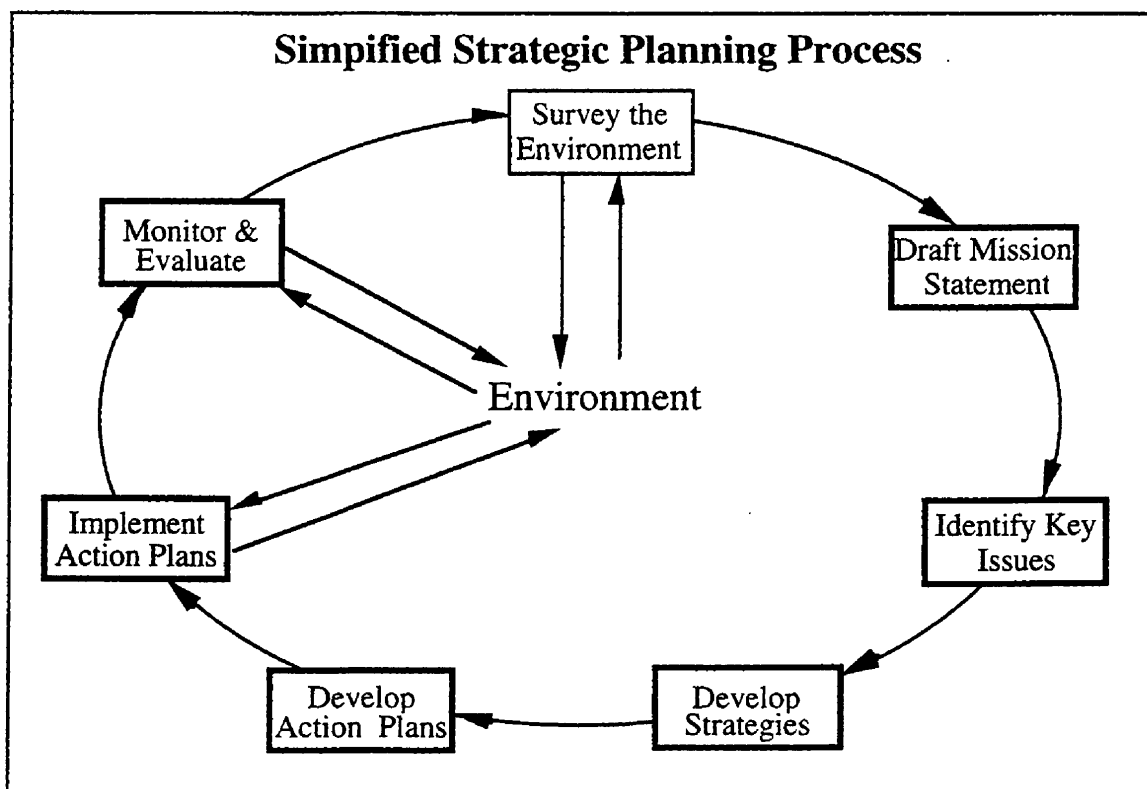 Simpified Strategic Planning Process
Survey the
Environment
Draft Mission
Statement
Identify Key
Issues
Develop
Strategies
Develop
Action Plans
Implement
Action Plans
Monitor &
Evaluate
Environment